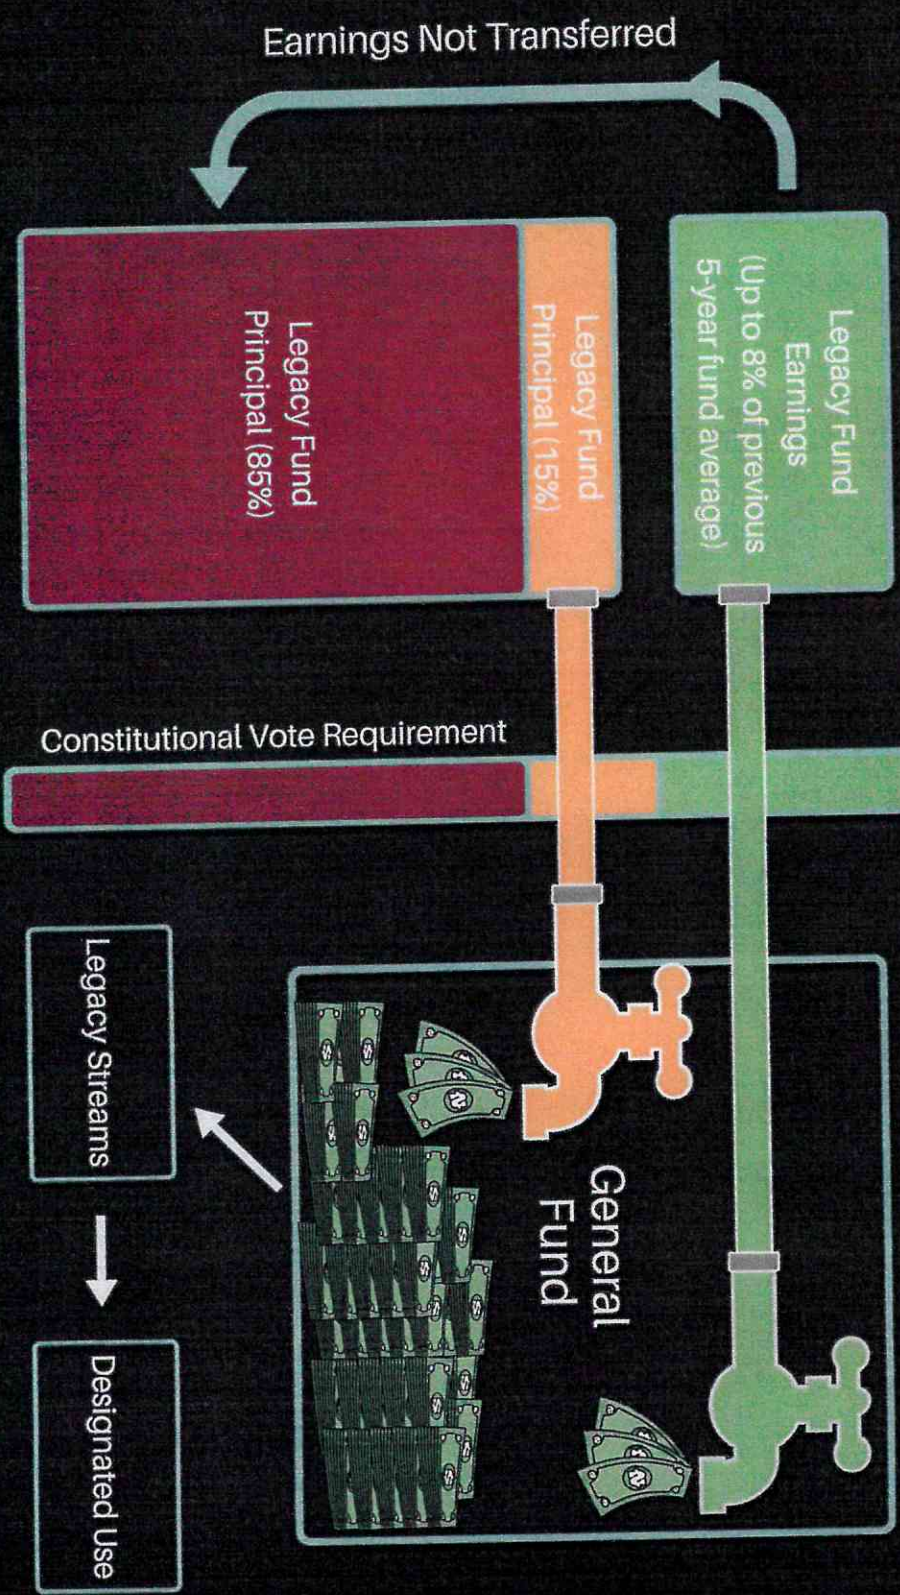 Legacy Fund
Earnings
(Up to 8% of previous
5-year fund average)
Legacy Fund
Principal (15%)
Legacy Fund
Principal (85%)
Earnings Not Transferred
Constitutional Vote Requirement
General
Fund
Legacy Streams
Designated Use